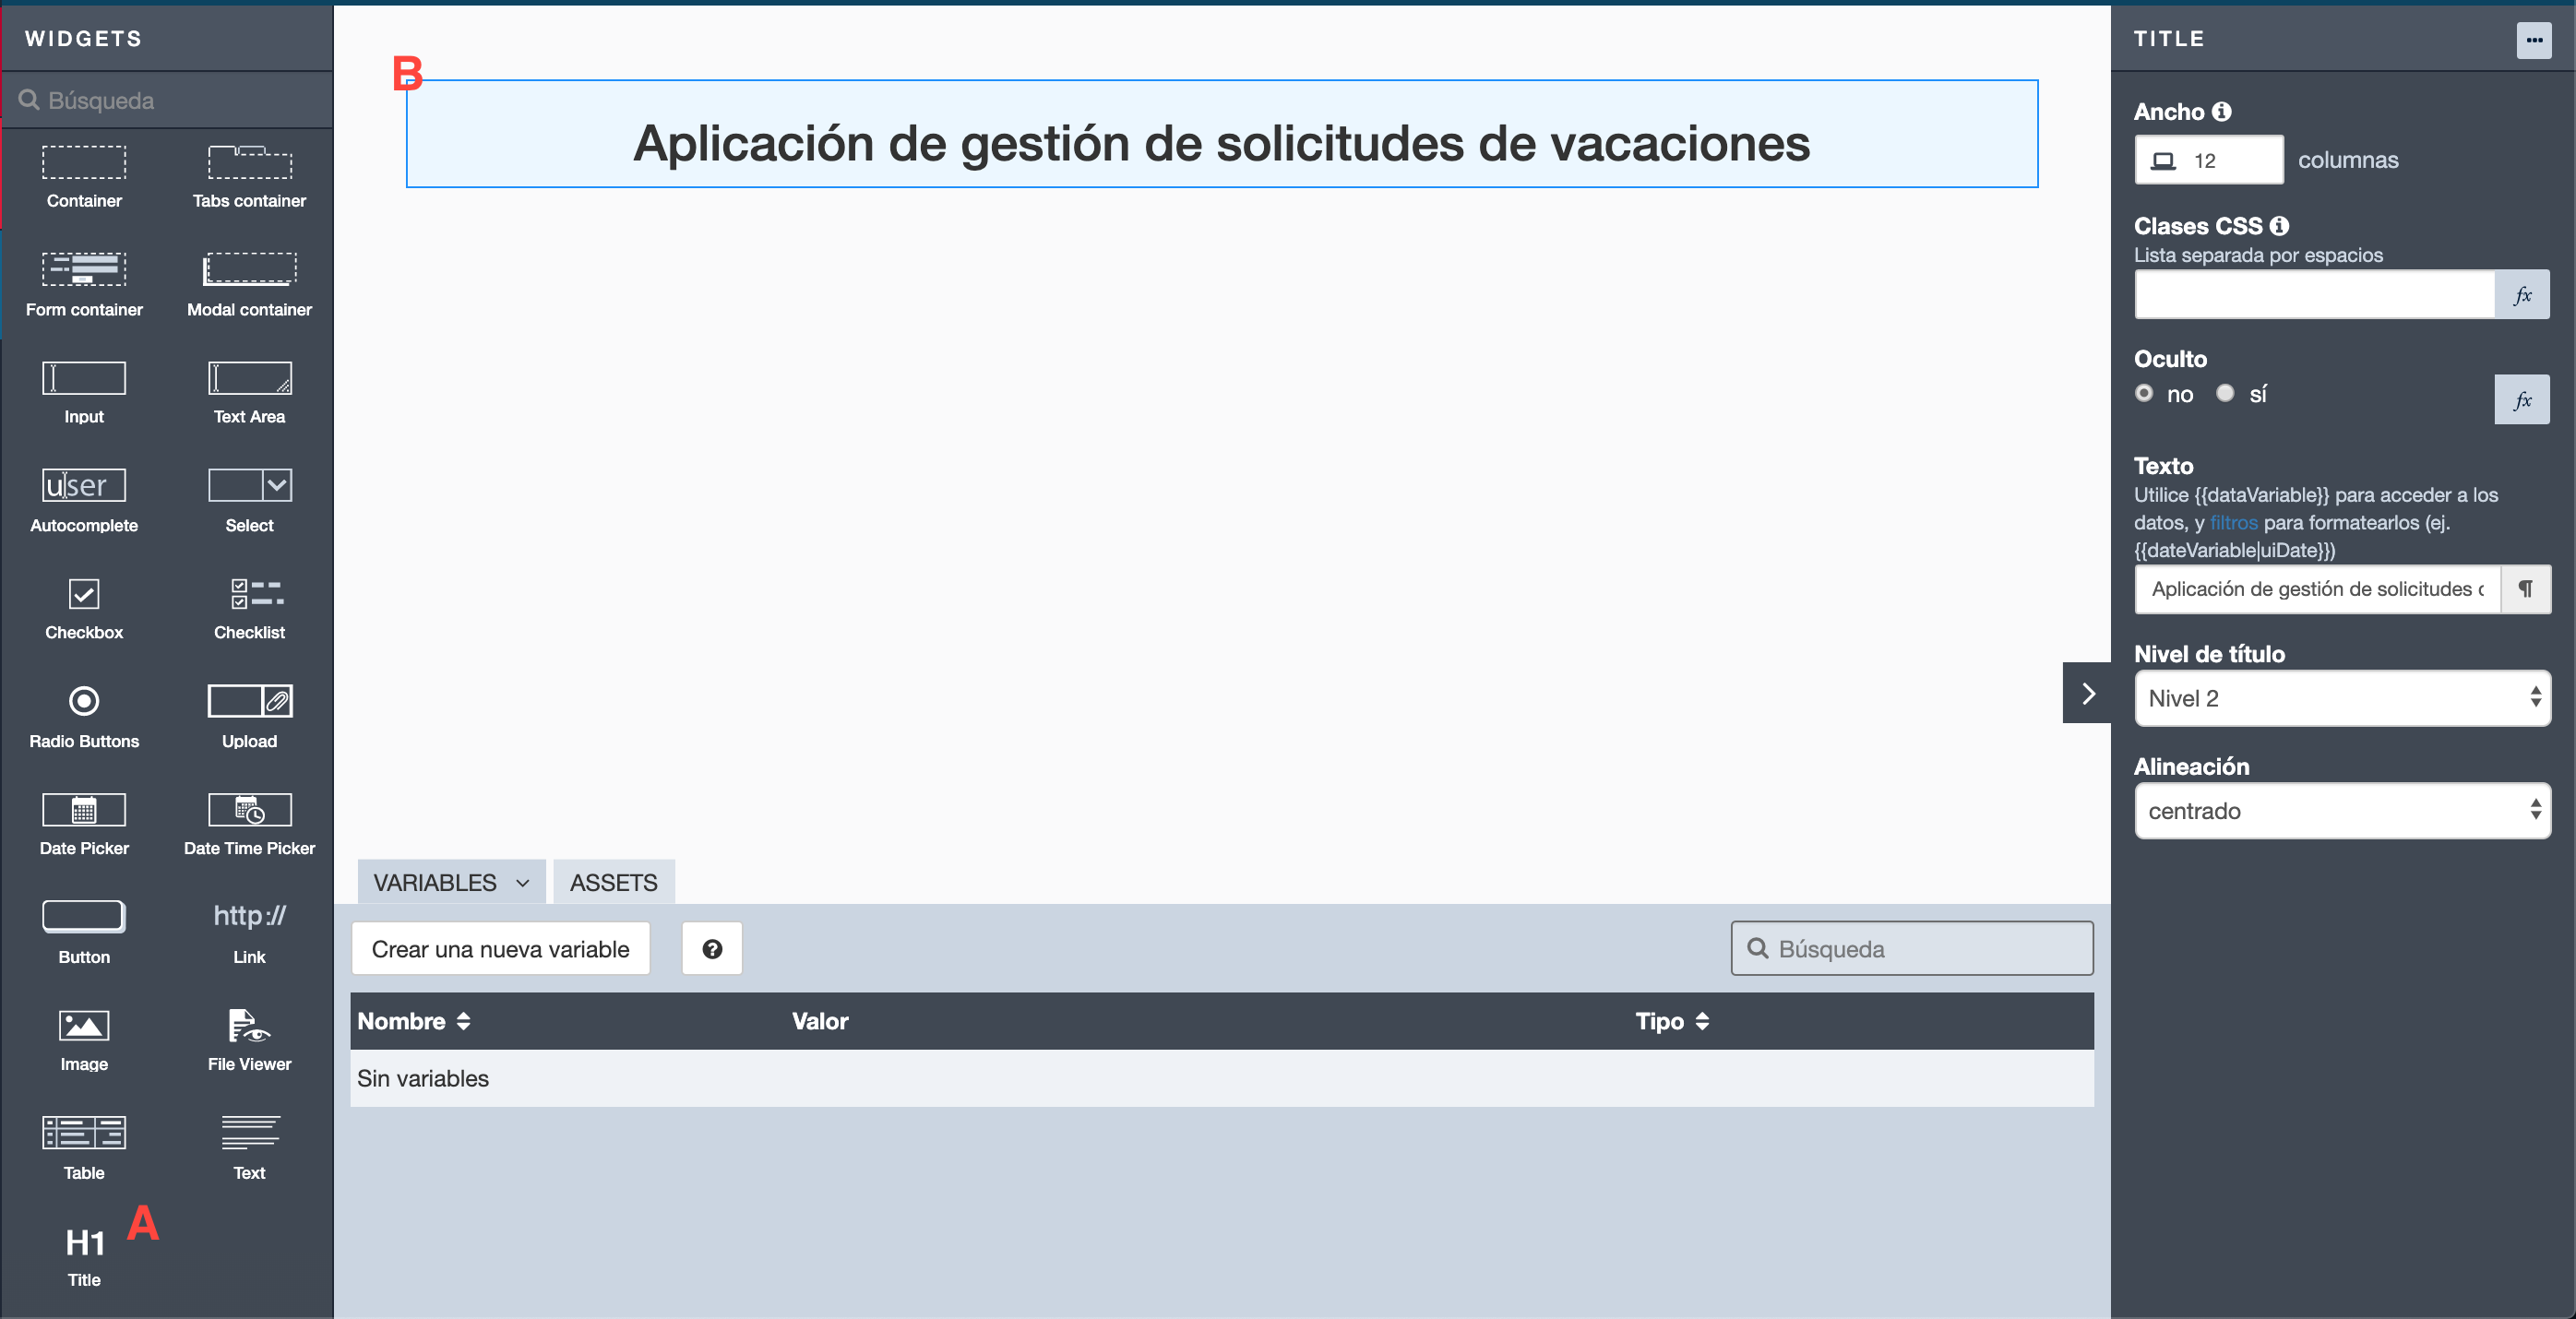 WIDGETS
Búsqueda
Container
Tabs container
Form container
Modal container
Input
Text Area
user
Autocomplete
Select
Checkbox
Checklist
Radio Buttons
Upload
Date Picker
Date Time Picker
Button
http://
Link
Image
File Viewer
Table
Text
H1
A
Title
B
Aplicación de gestión de solicitudes de vacaciones
VARIABLES
ASSETS
Crear una nueva variable
?
Búsqueda
Nombre
Valor
Tipo
Sin variables
TITLE
Ancho
12
columnas
Clases CSS
Lista separada por espacios
fx
Oculto
no
sí
fx
Texto
Utilice {{dataVariable}} para acceder a los
datos, y filtros para formatearlos (ej.
{{dateVariable|uiDate}})
Aplicación de gestión de solicitudes
¶
Nivel de título
Nivel 2
Alineación
centrado